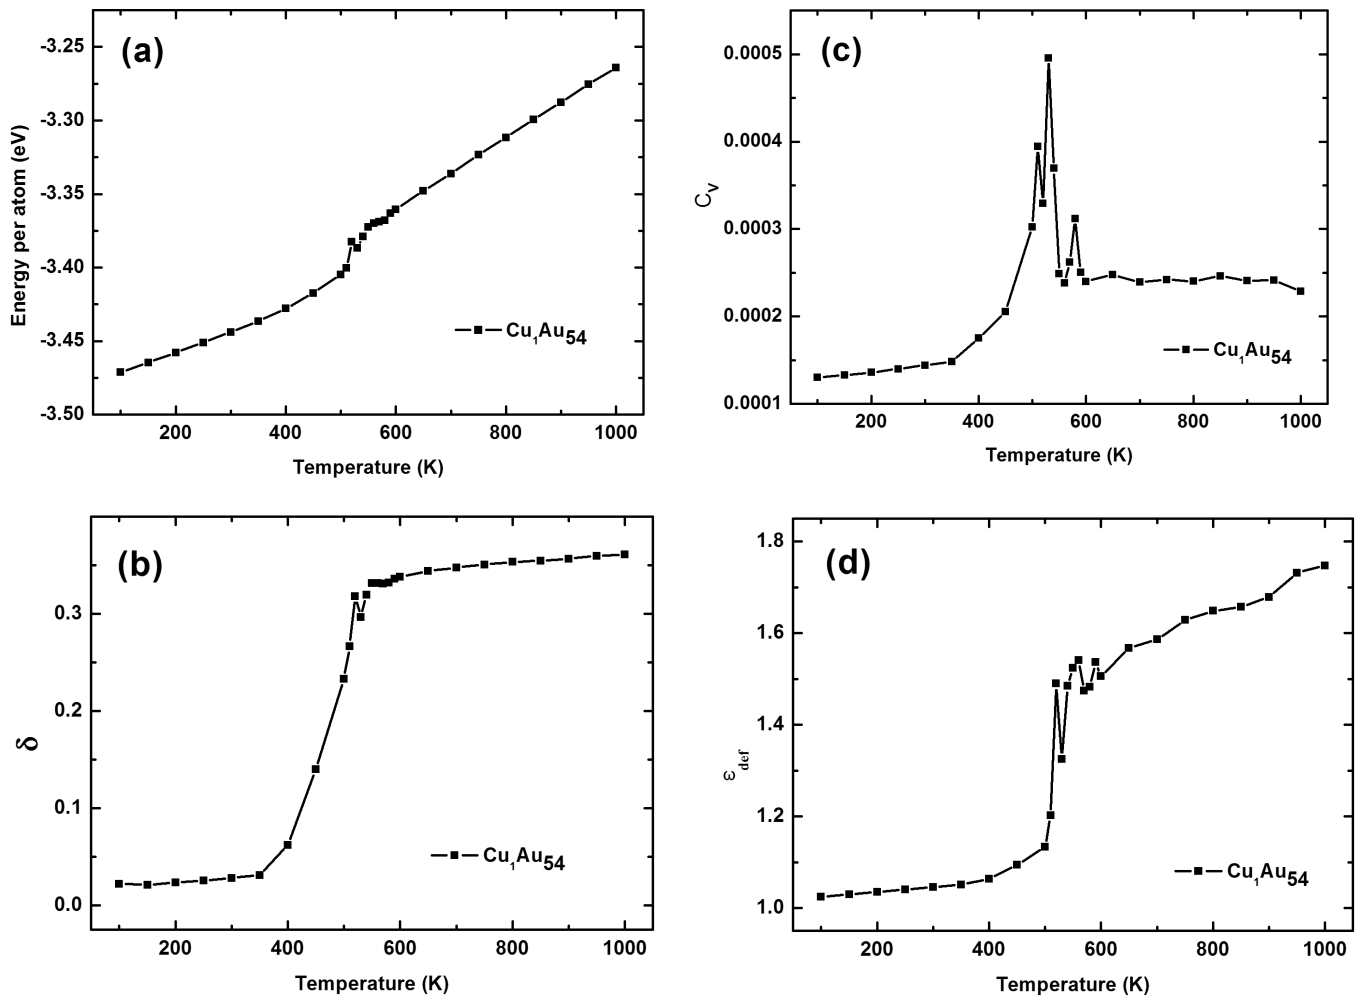 (a)
-3.25
-3.30
-3.35
-3.40
-3.45
-3.50
Energy per atom (eV)
Cu1Au54
200 400 600 800 1000
Temperature (K)
(c)
0.0005
0.0004
0.0003
0.0002
0.0001
CV
Cu1Au54
200 400 600 800 1000
Temperature (K)
(b)
0.3
0.2
0.1
0.0
δ
Cu1Au54
200 400 600 800 1000
Temperature (K)
(d)
1.8
1.6
1.4
1.2
1.0
εdef
Cu1Au54
200 400 600 800 1000
Temperature (K)